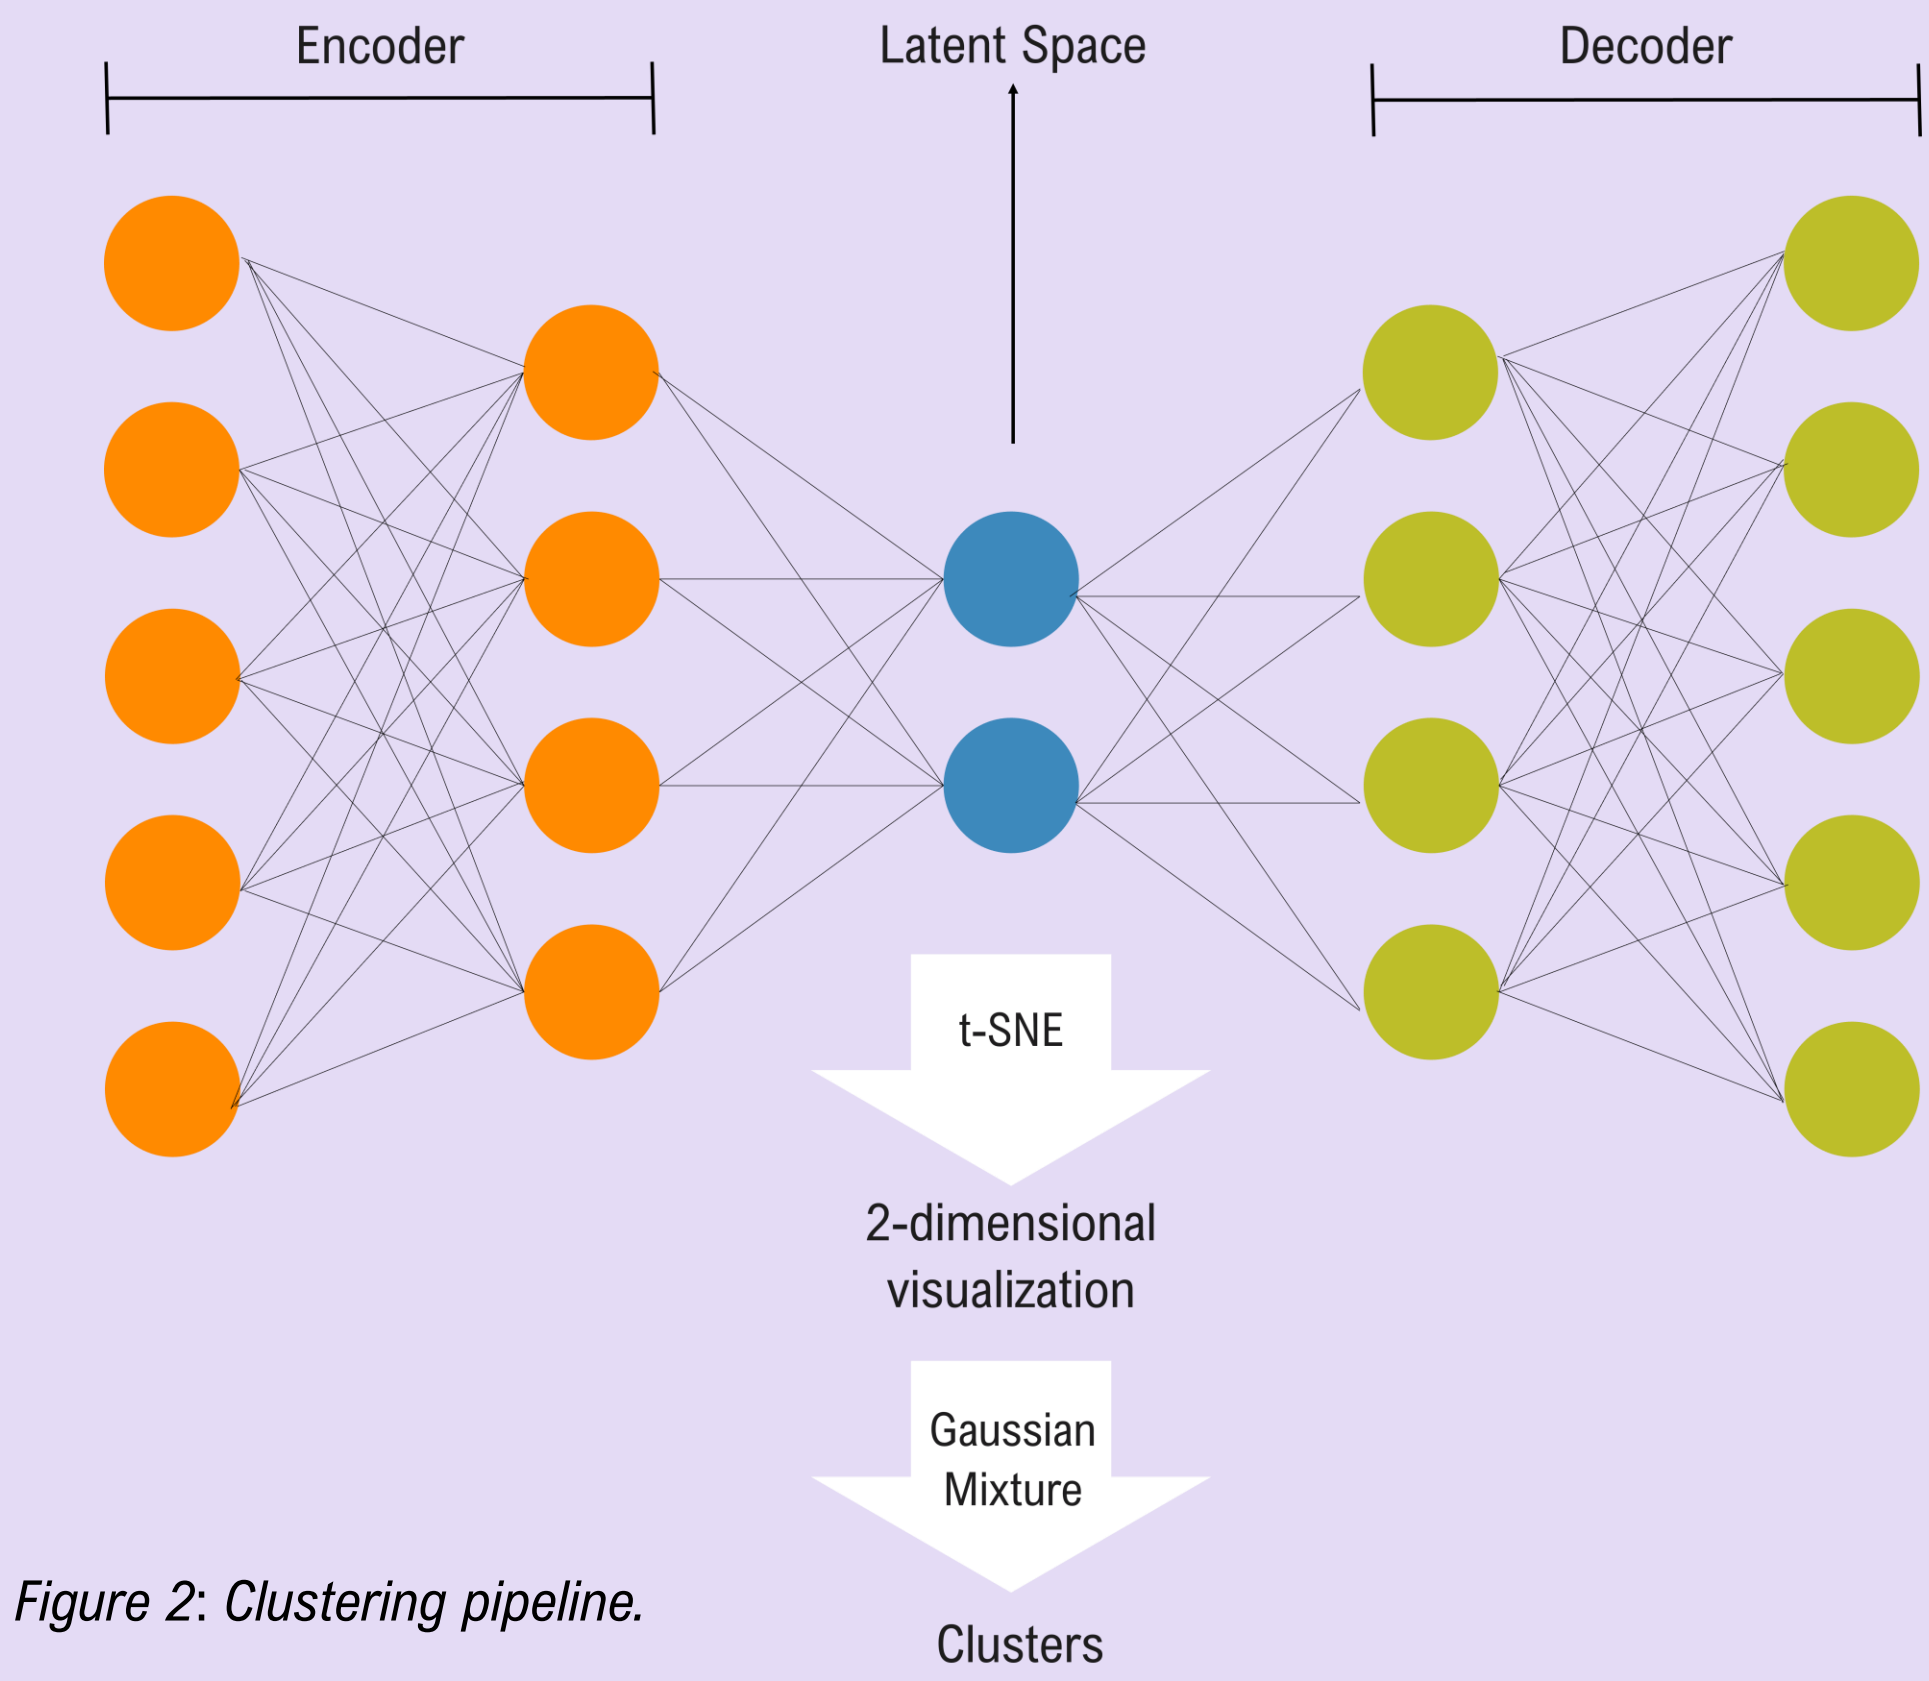 Encoder
Latent Space
Decoder
t-SNE
2-dimensional
visualization
Gaussian
Mixture
Figure 2: Clustering pipeline.
Clusters